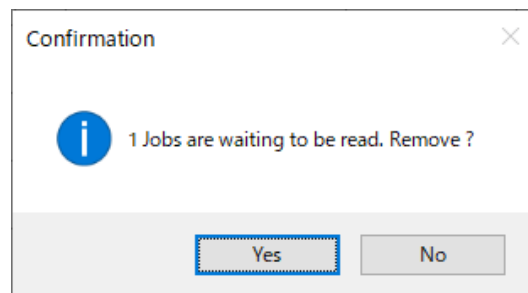 Confirmation
1 Jobs are waiting to be read. Remove ?
Yes
No